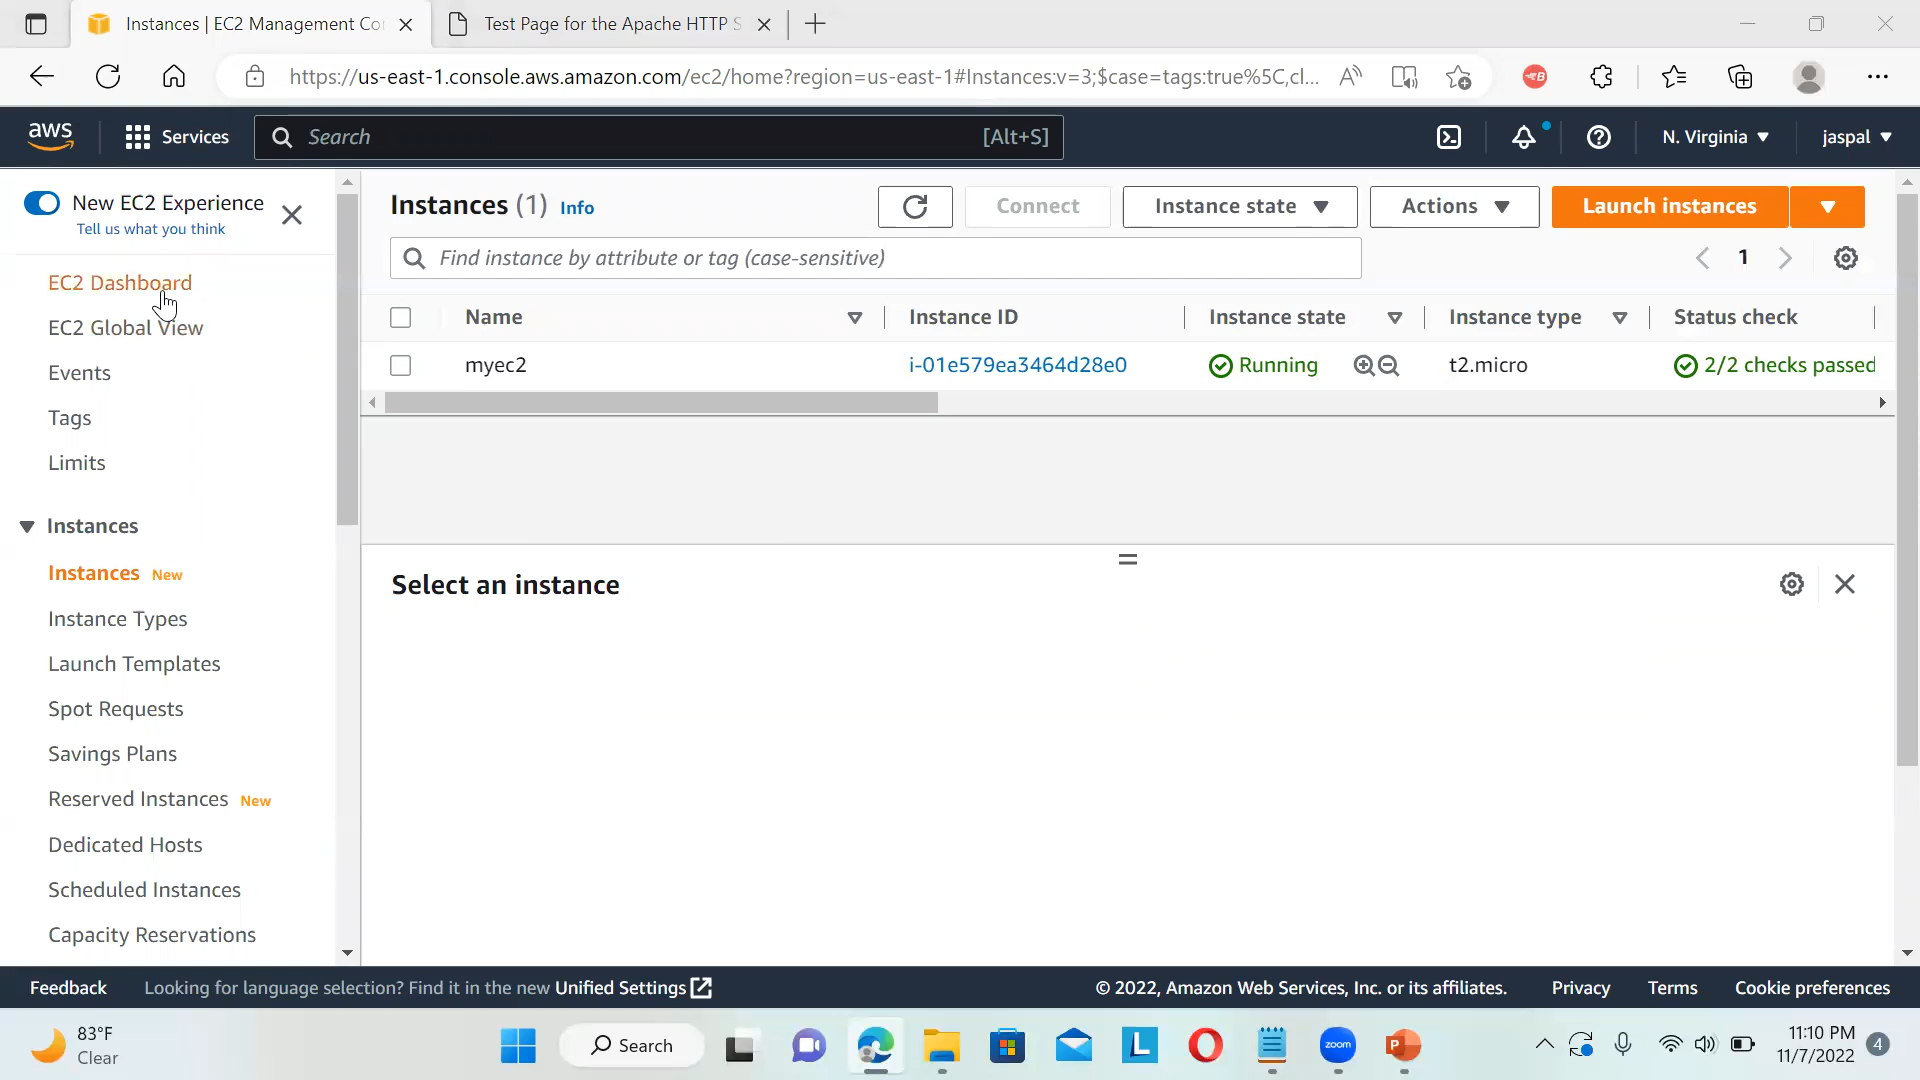 Instances | EC2 Management Co
Test Page for the Apache HTTP S
https://us-east-1.console.aws.amazon.com/ec2/home?region=us-east-1#Instances:v=3;$case=tags:true%5C,cl...
aws
Services
Search
[Alt+S]
N. Virginia
jaspal
New EC2 Experience
Tell us what you think
EC2 Dashboard
EC2 Global View
Events
Tags
Limits
Instances
Instances New
Instance Types
Launch Templates
Spot Requests
Savings Plans
Reserved Instances New
Dedicated Hosts
Scheduled Instances
Capacity Reservations
Instances (1) Info
Connect
Instance state
Actions
Launch instances
Find instance by attribute or tag (case-sensitive)
1
Name Instance ID Instance state Instance type Status check
myec2 i-01e579ea3464d28e0 Running t2.micro 2/2 checks passed
Select an instance
Feedback Looking for language selection? Find it in the new Unified Settings
© 2022, Amazon Web Services, Inc. or its affiliates. Privacy Terms Cookie preferences
83°F
Clear
Search
L
zoom
P
11:10 PM
11/7/2022
4